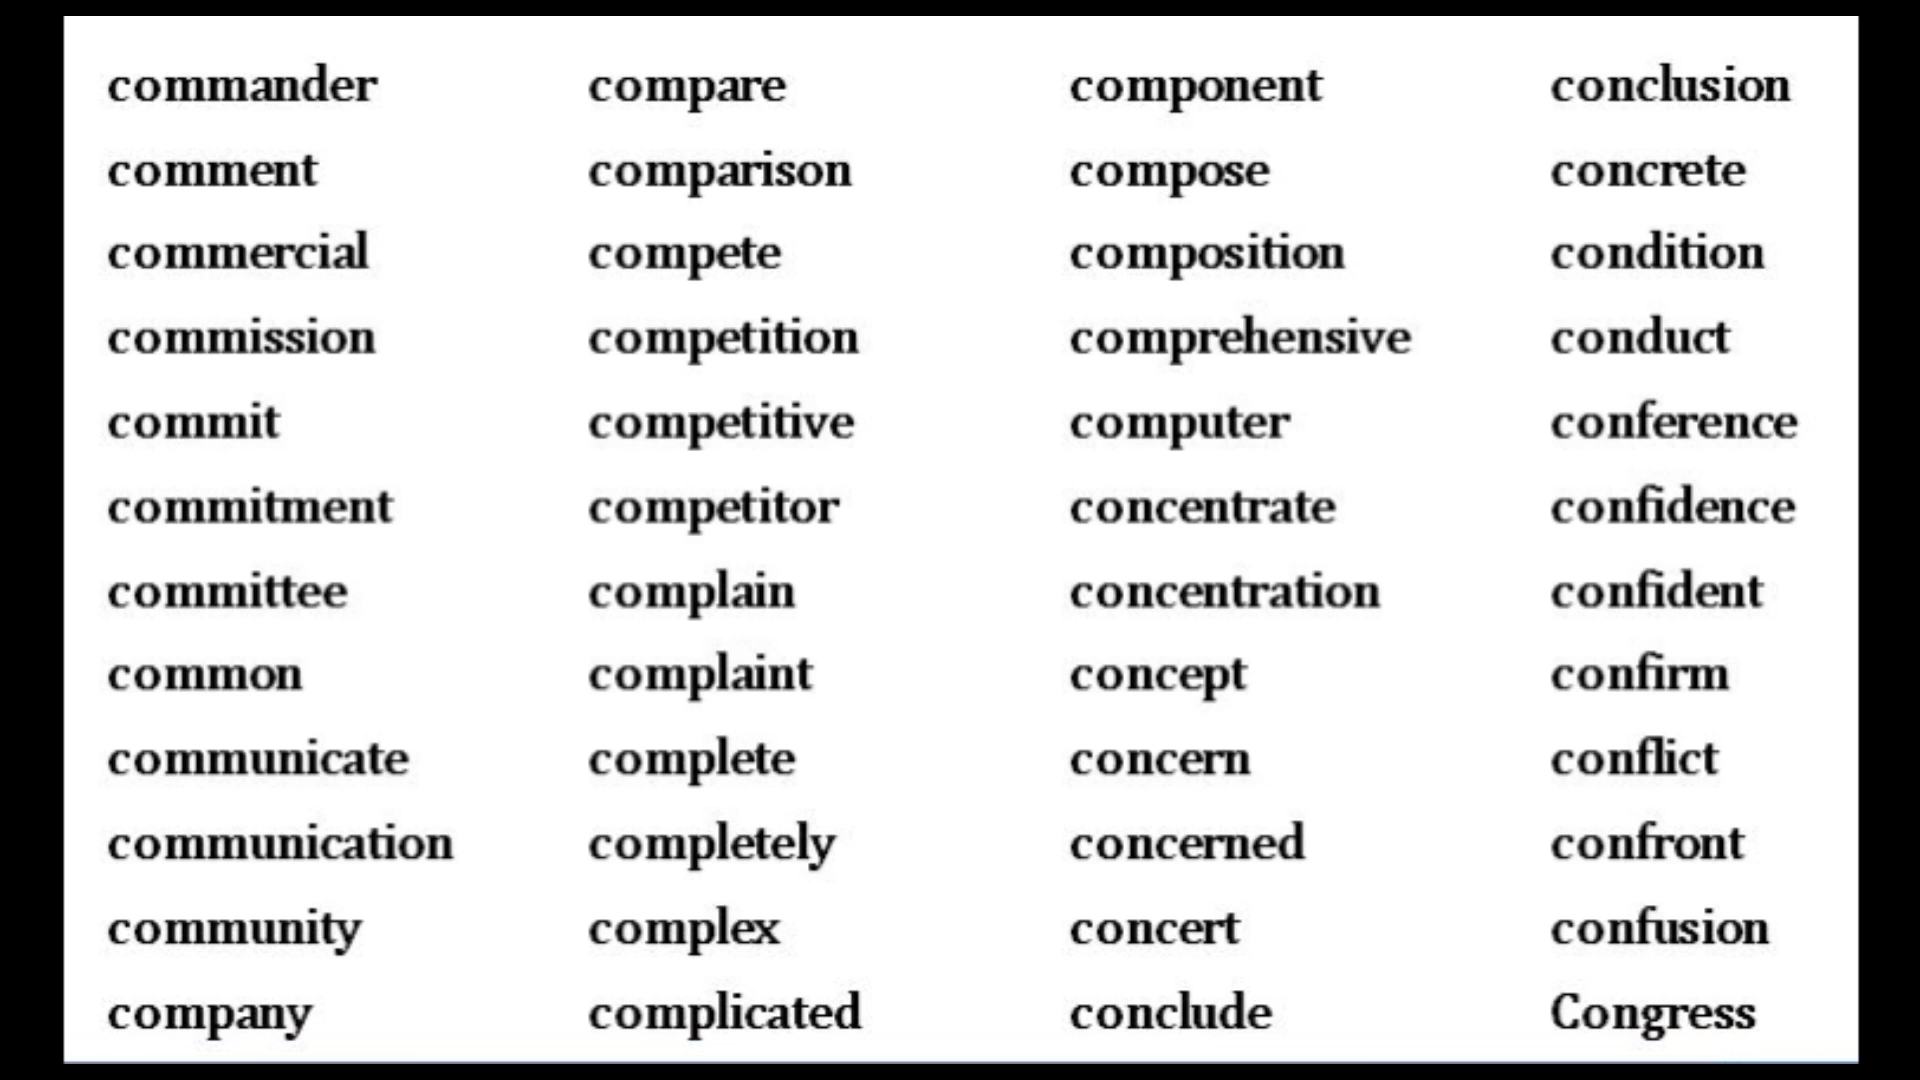 commander compare component conclusion
comment comparison compose concrete
commercial compete composition condition
commission competition comprehensive conduct
commit competitive computer conference
commitment competitor concentrate confidence
committee complain concentration confident
common complaint concept confirm
communicate complete concern conflict
communication completely concerned confront
community complex concert confusion
company complicated conclude Congress